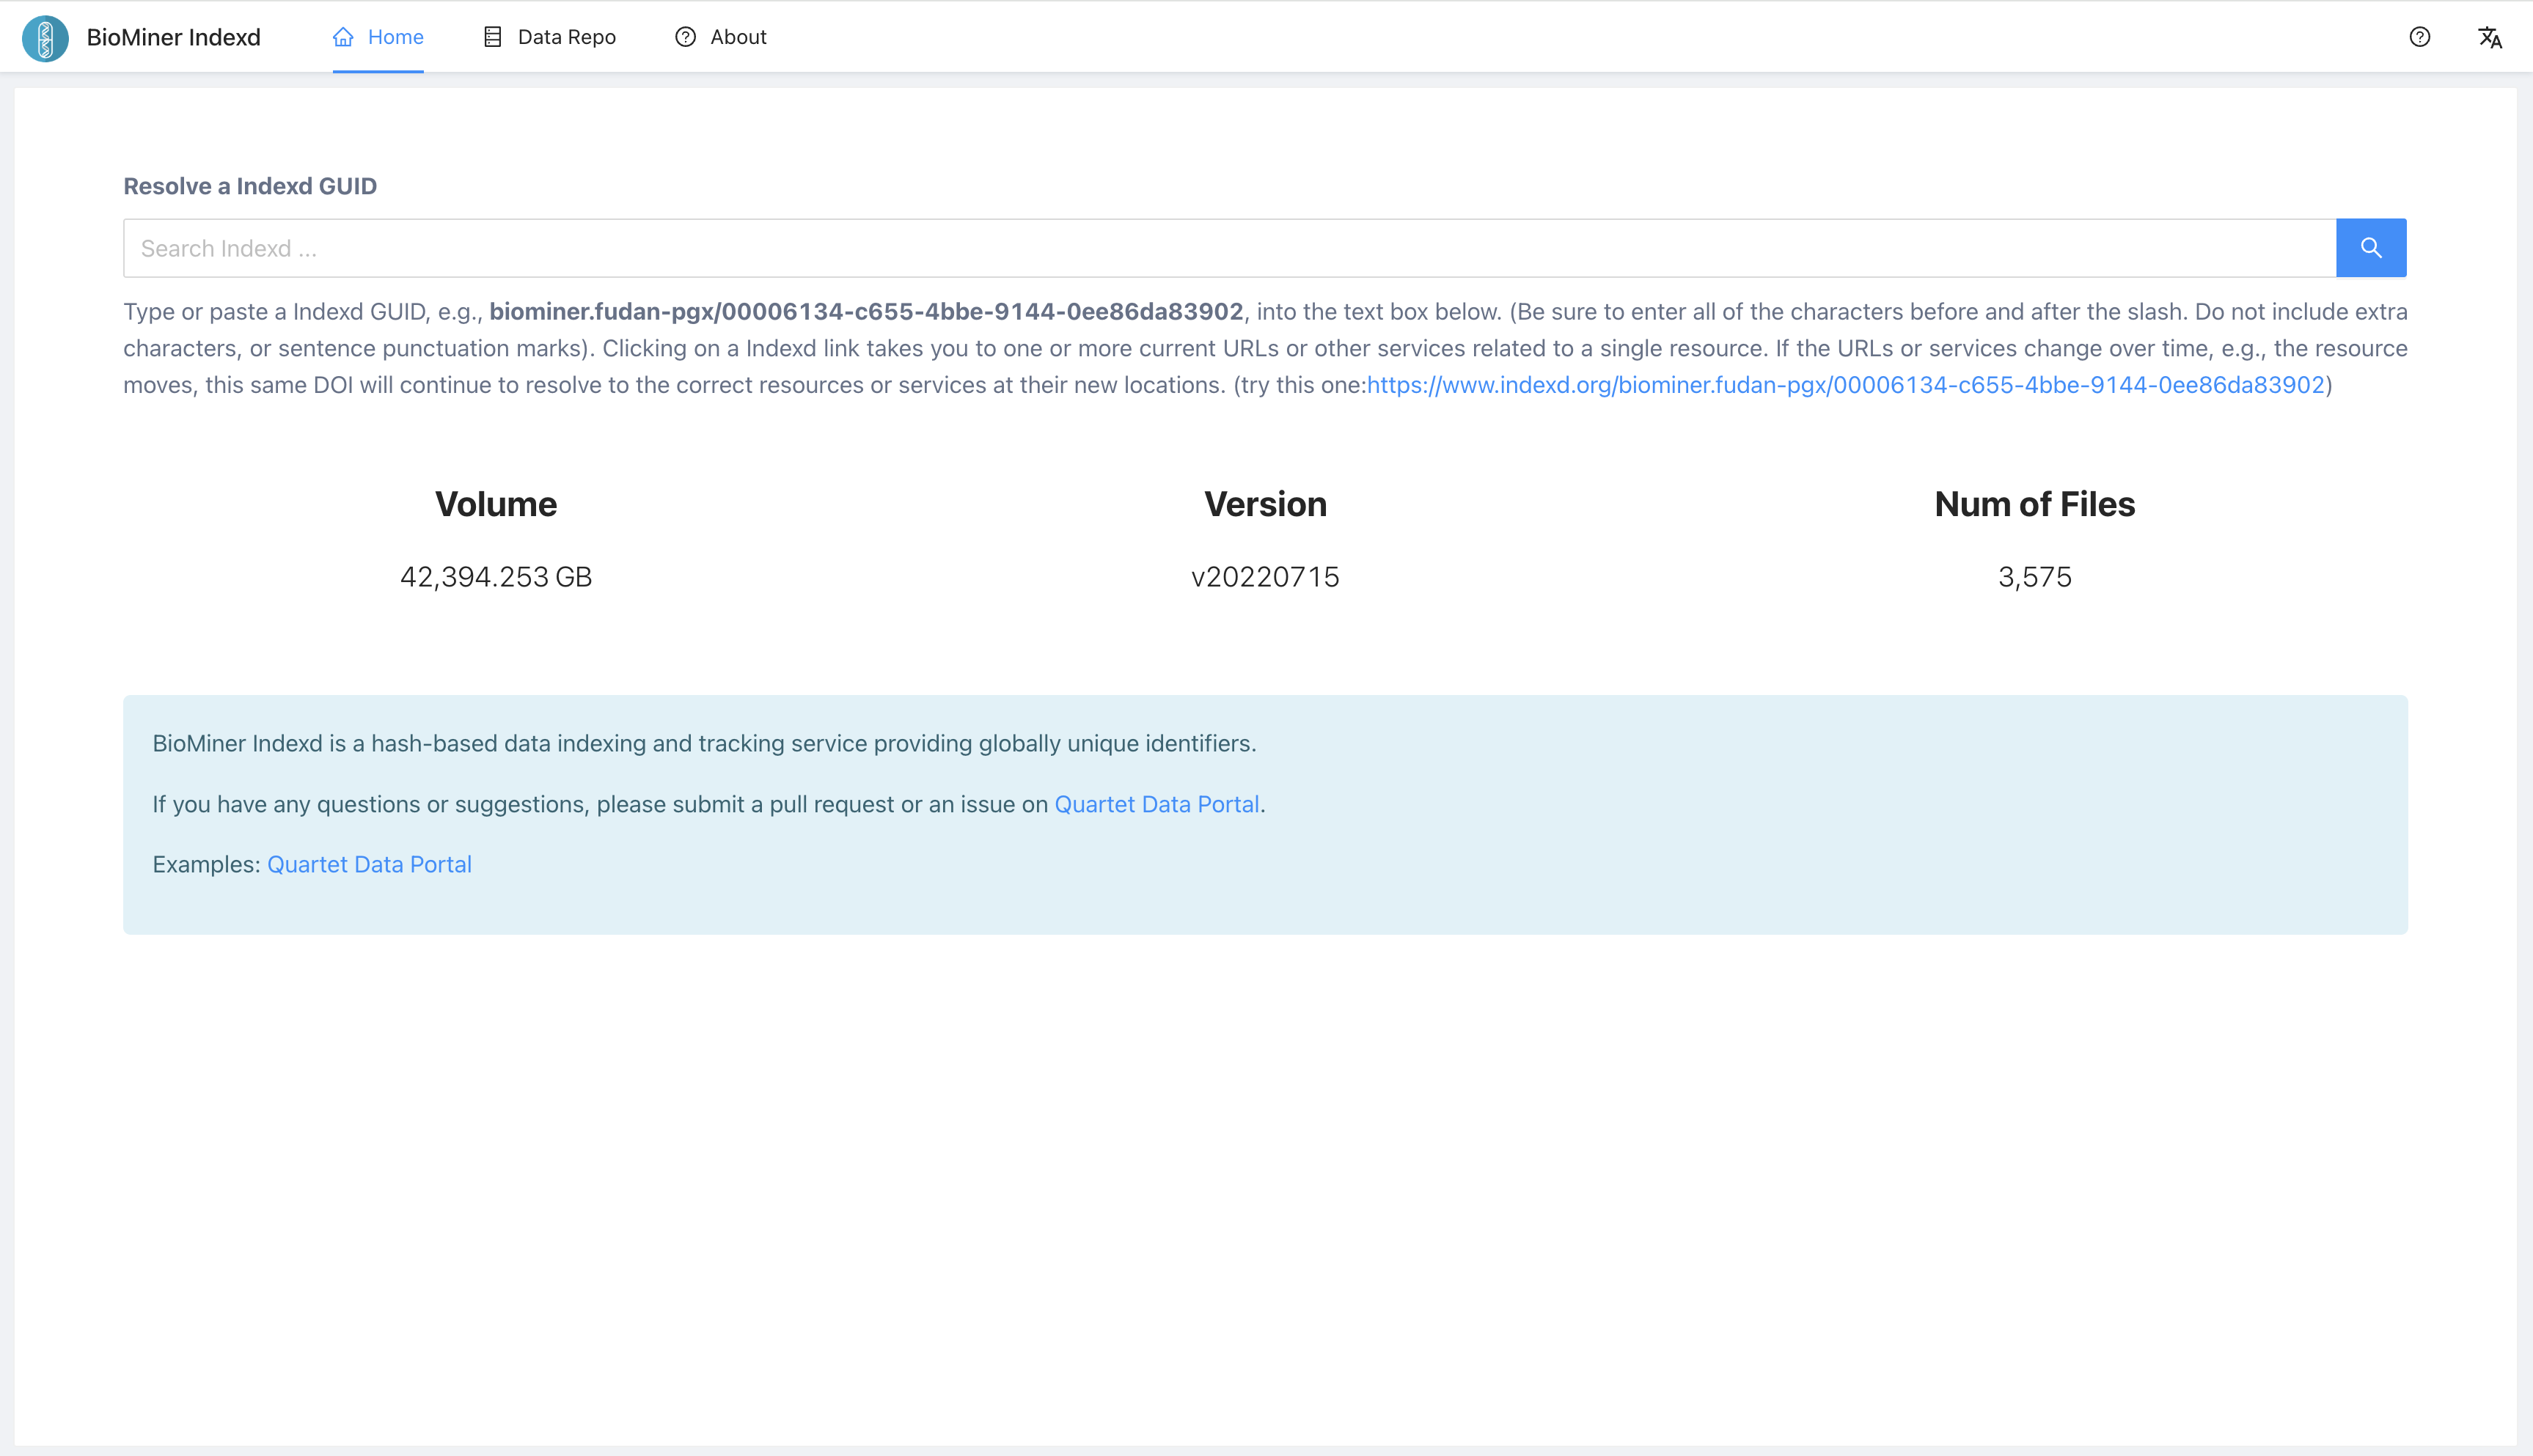 BioMiner Indexd
Home
Data Repo
About
Resolve a Indexd GUID
Search Indexd ...
Type or paste a Indexd GUID, e.g., biominer.fudan-pgx/00006134-c655-4bbe-9144-0ee86da83902, into the text box below. (Be sure to enter all of the characters before and after the slash. Do not include extra
characters, or sentence punctuation marks). Clicking on a Indexd link takes you to one or more current URLs or other services related to a single resource. If the URLs or services change over time, e.g., the resource
moves, this same DOI will continue to resolve to the correct resources or services at their new locations. (try this one:https://www.indexd.org/biominer.fudan-pgx/00006134-c655-4bbe-9144-0ee86da83902)
Volume
Version
Num of Files
42,394.253 GB
v20220715
3,575
BioMiner Indexd is a hash-based data indexing and tracking service providing globally unique identifiers.
If you have any questions or suggestions, please submit a pull request or an issue on Quartet Data Portal.
Examples: Quartet Data Portal